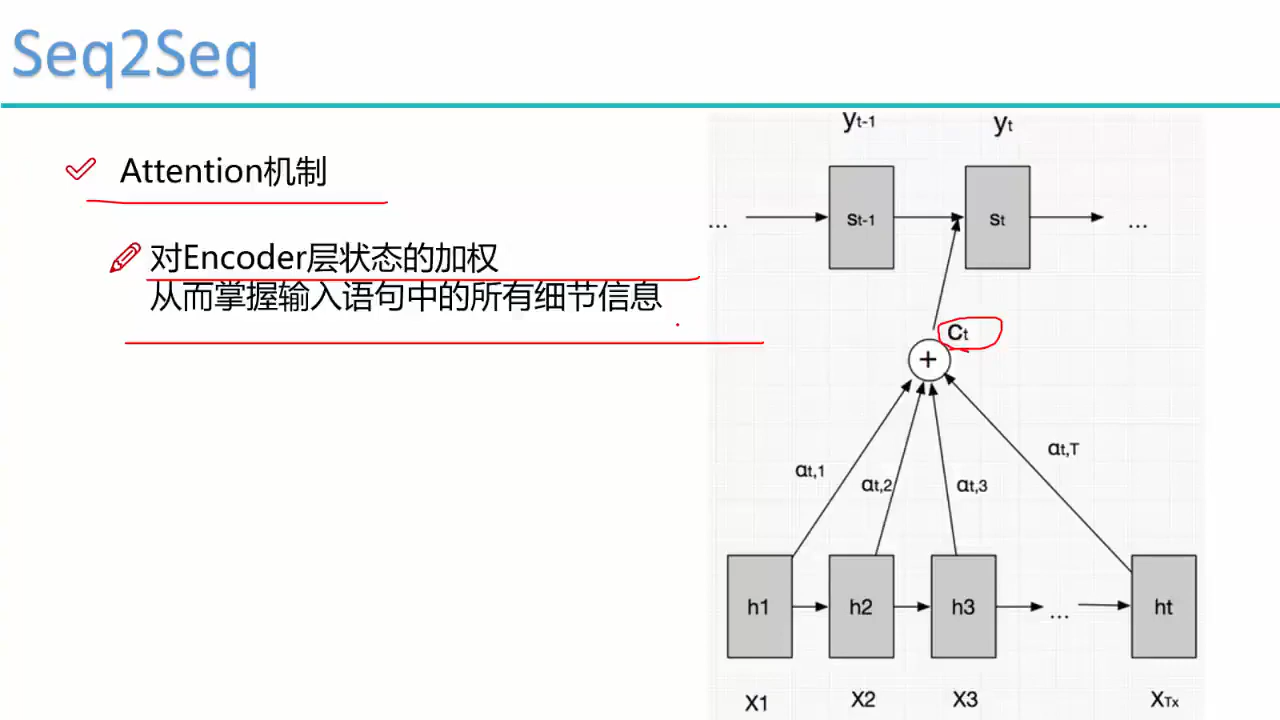 Seq2Seq
Attention机制
对Encoder层状态的加权
从而掌握输入语句中的所有细节信息
yt-1 yt
... st-1 st ...
Ct
+
αt,1 αt,2 αt,3 αt,T
h1 h2 h3 ... ht
X1 X2 X3 XTx